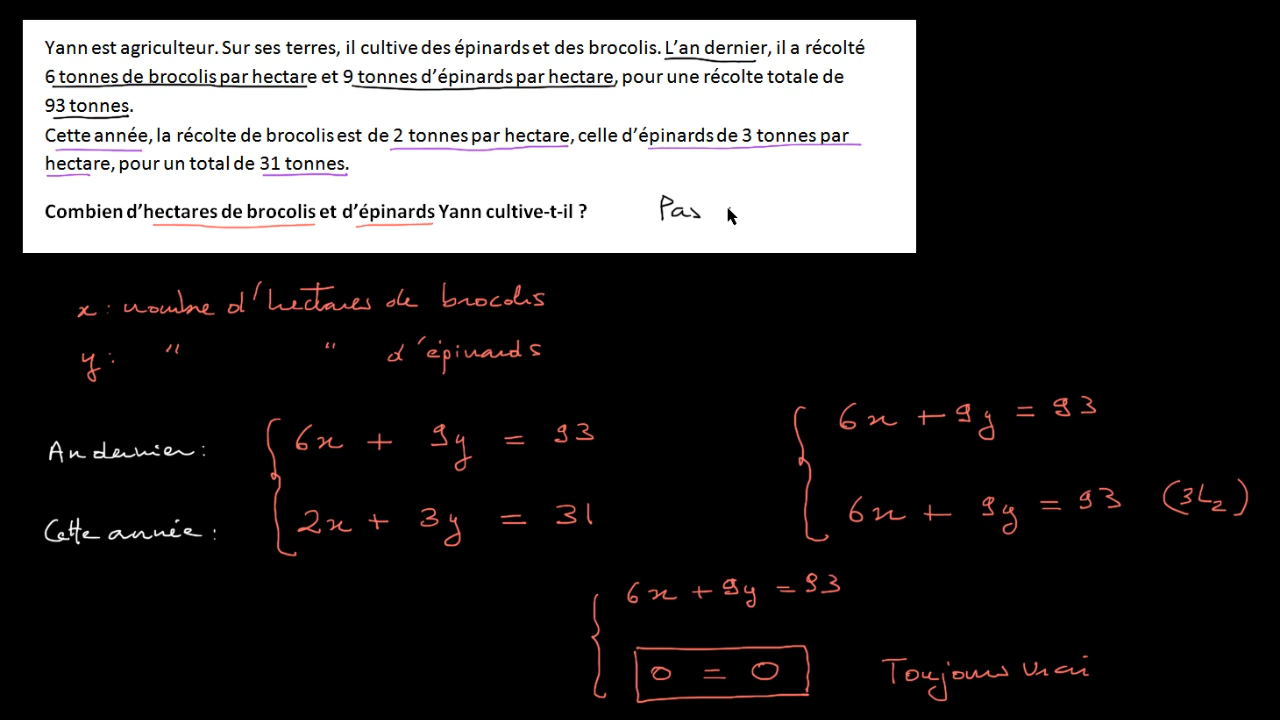 Yann est agriculteur. Sur ses terres, il cultive des épinards et des brocolis. L'an dernier, il a récolté
6 tonnes de brocolis par hectare et 9 tonnes d'épinards par hectare, pour une récolte totale de
93 tonnes.
Cette année, la récolte de brocolis est de 2 tonnes par hectare, celle d'épinards de 3 tonnes par
hectare, pour un total de 31 tonnes.
Combien d'hectares de brocolis et d'épinards Yann cultive-t-il ? Pas
x : nombre d'hectares de brocolis
y : " " d'épinards
An dernier : 6x + 9y = 93
Cette année : 2x + 3y = 31
6x + 9y = 93
6x + 9y = 93 (3L₂)
6x + 9y = 93
0 = 0 Toujours vrai